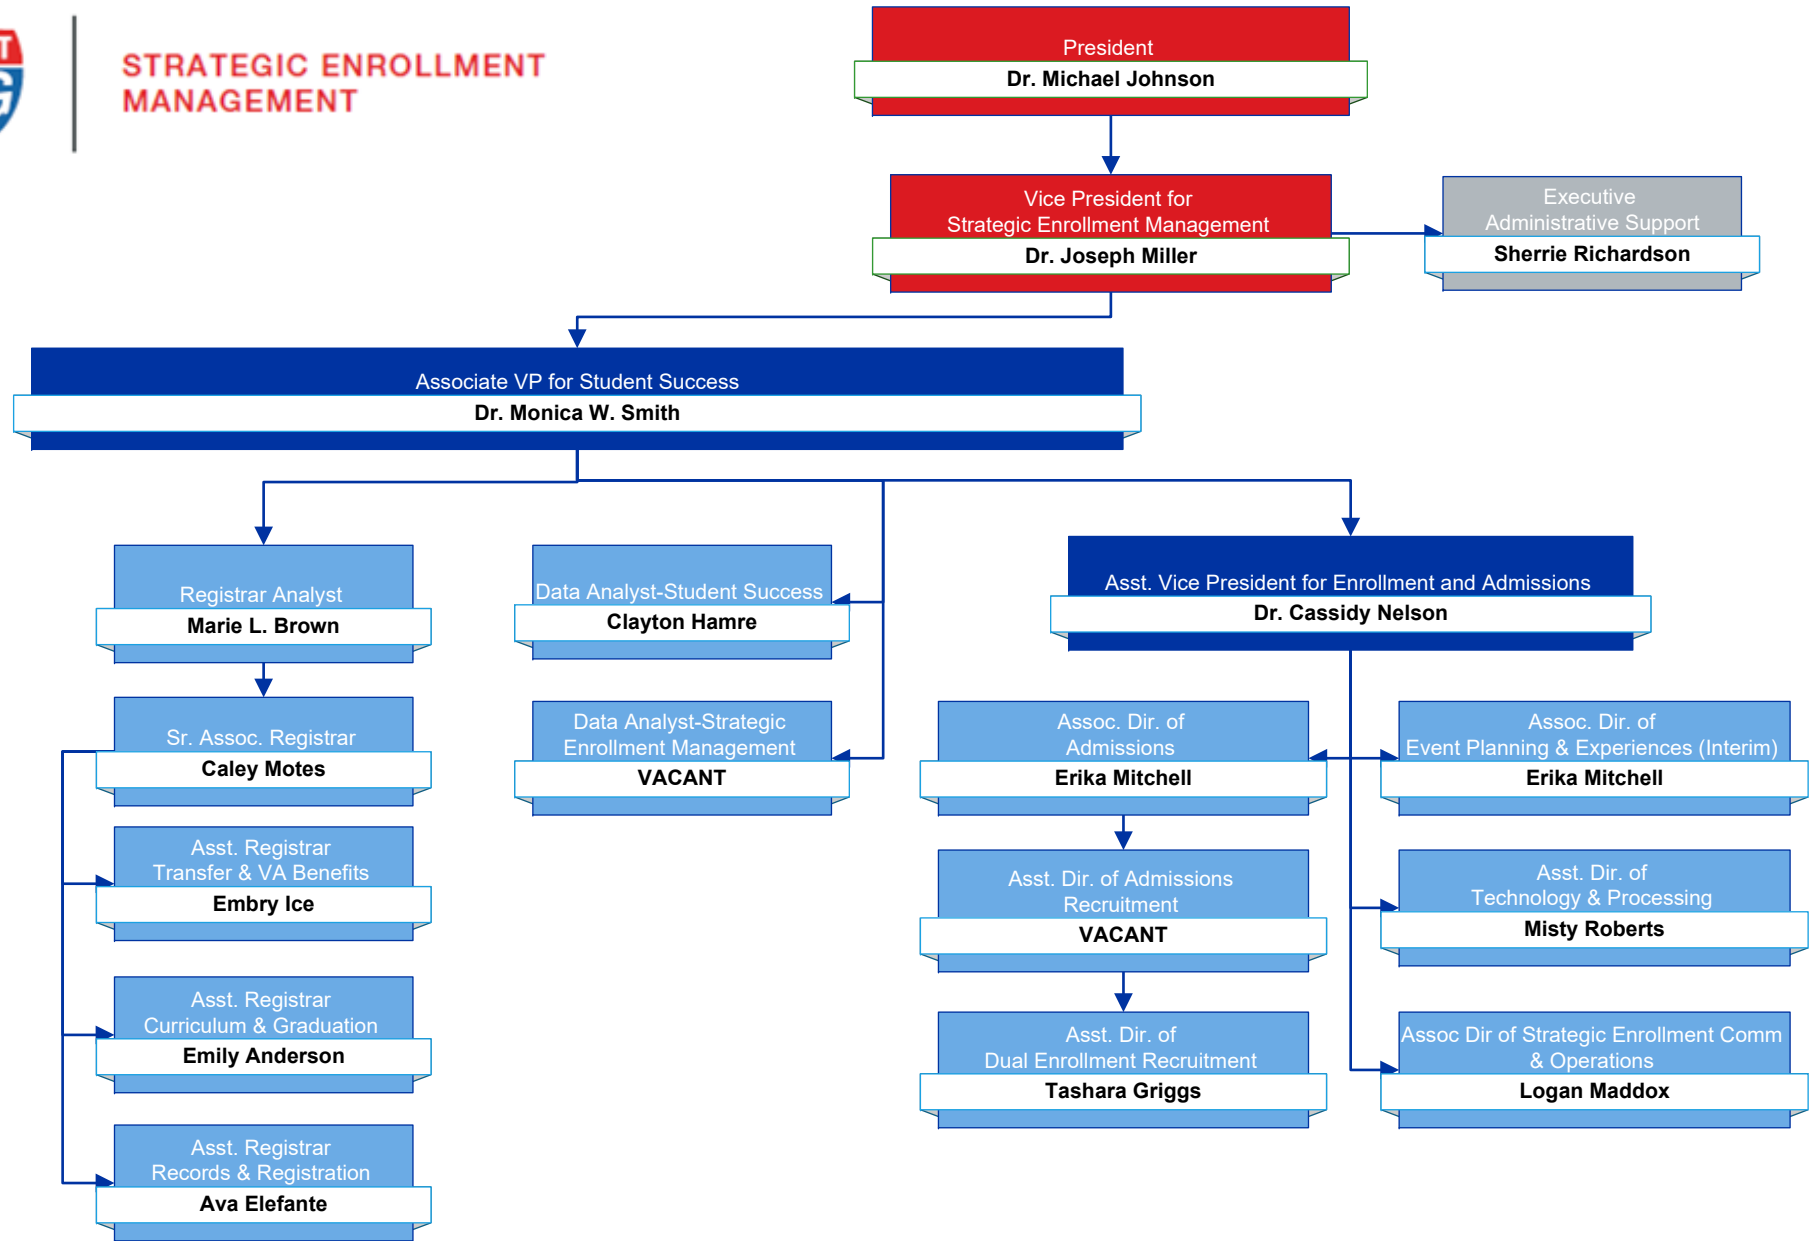 STRATEGIC ENROLLMENT
MANAGEMENT
President
Dr. Michael Johnson
Vice President for
Strategic Enrollment Management
Dr. Joseph Miller
Executive
Administrative Support
Sherrie Richardson
Associate VP for Student Success
Dr. Monica W. Smith
Registrar Analyst
Marie L. Brown
Data Analyst-Student Success
Clayton Hamre
Asst. Vice President for Enrollment and Admissions
Dr. Cassidy Nelson
Sr. Assoc. Registrar
Caley Motes
Data Analyst-Strategic
Enrollment Management
VACANT
Assoc. Dir. of
Admissions
Erika Mitchell
Assoc. Dir. of
Event Planning & Experiences (Interim)
Erika Mitchell
Asst. Registrar
Transfer & VA Benefits
Embry Ice
Asst. Dir. of Admissions
Recruitment
VACANT
Asst. Dir. of
Technology & Processing
Misty Roberts
Asst. Registrar
Curriculum & Graduation
Emily Anderson
Asst. Dir. of
Dual Enrollment Recruitment
Tashara Griggs
Assoc Dir of Strategic Enrollment Comm
& Operations
Logan Maddox
Asst. Registrar
Records & Registration
Ava Elefante